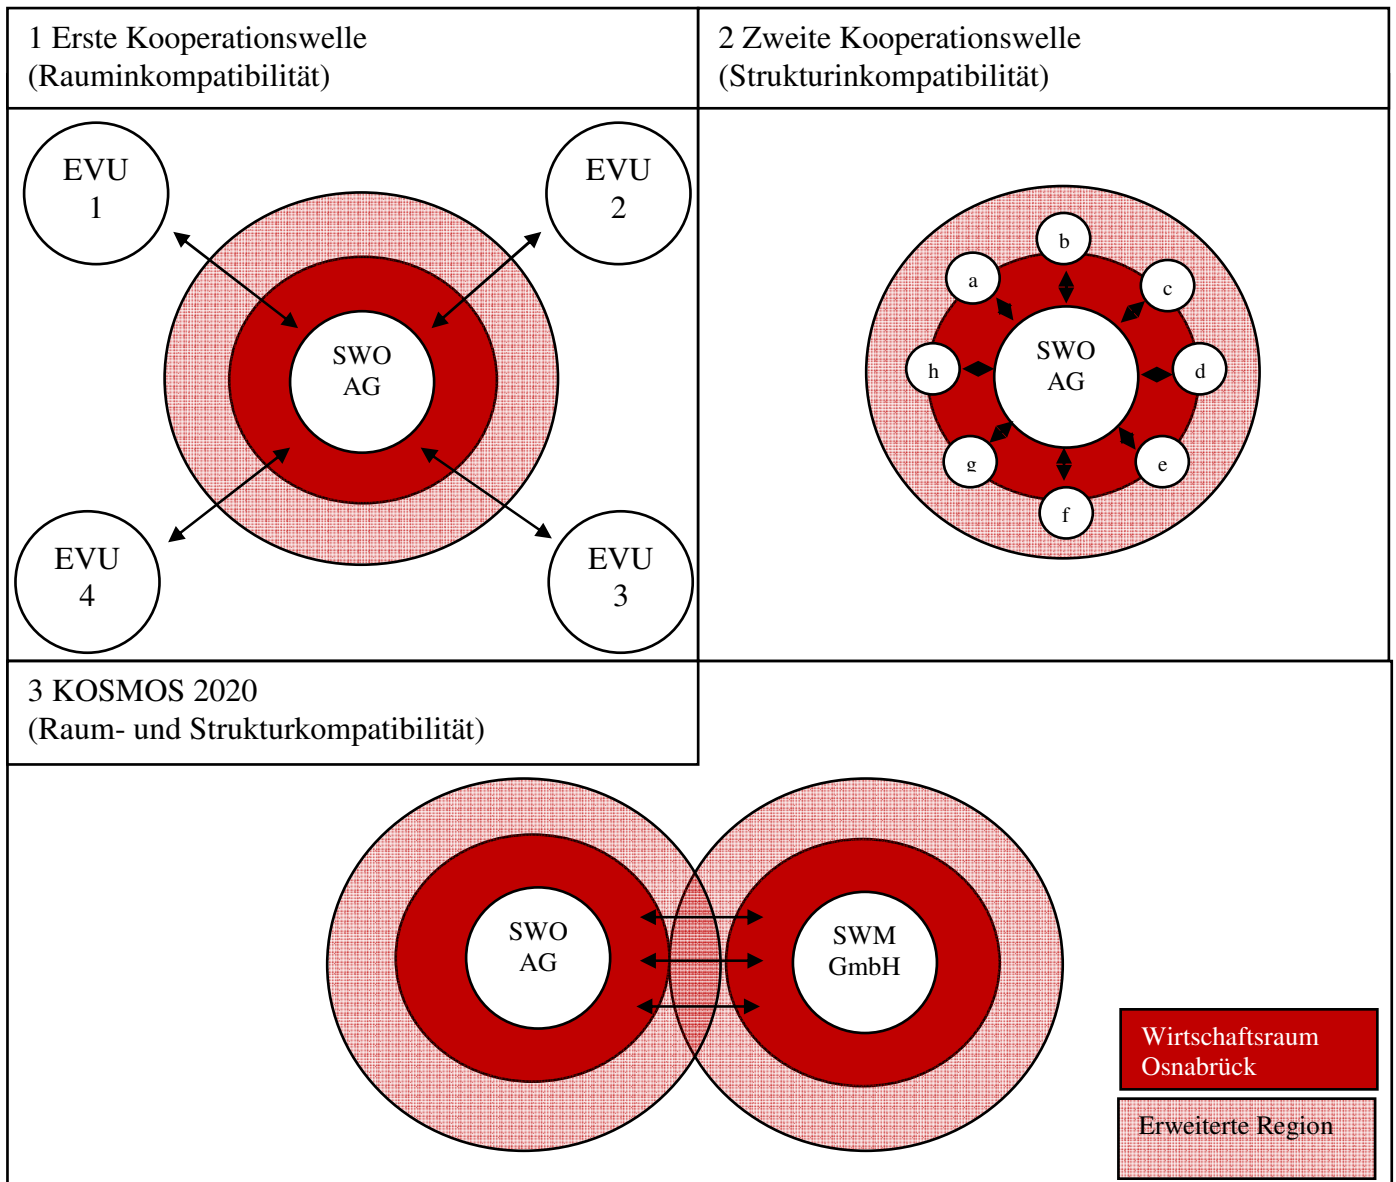 1 Erste Kooperationswelle
(Rauminkompatibilität)
2 Zweite Kooperationswelle
(Strukturinkompatibilität)
EVU
1
EVU
2
SWO
AG
EVU
4
EVU
3
b
a
c
SWO
AG
h
d
g
e
f
3 KOSMOS 2020
(Raum- und Strukturkompatibilität)
SWO
AG
SWM
GmbH
Wirtschaftsraum
Osnabrück
Erweiterte Region